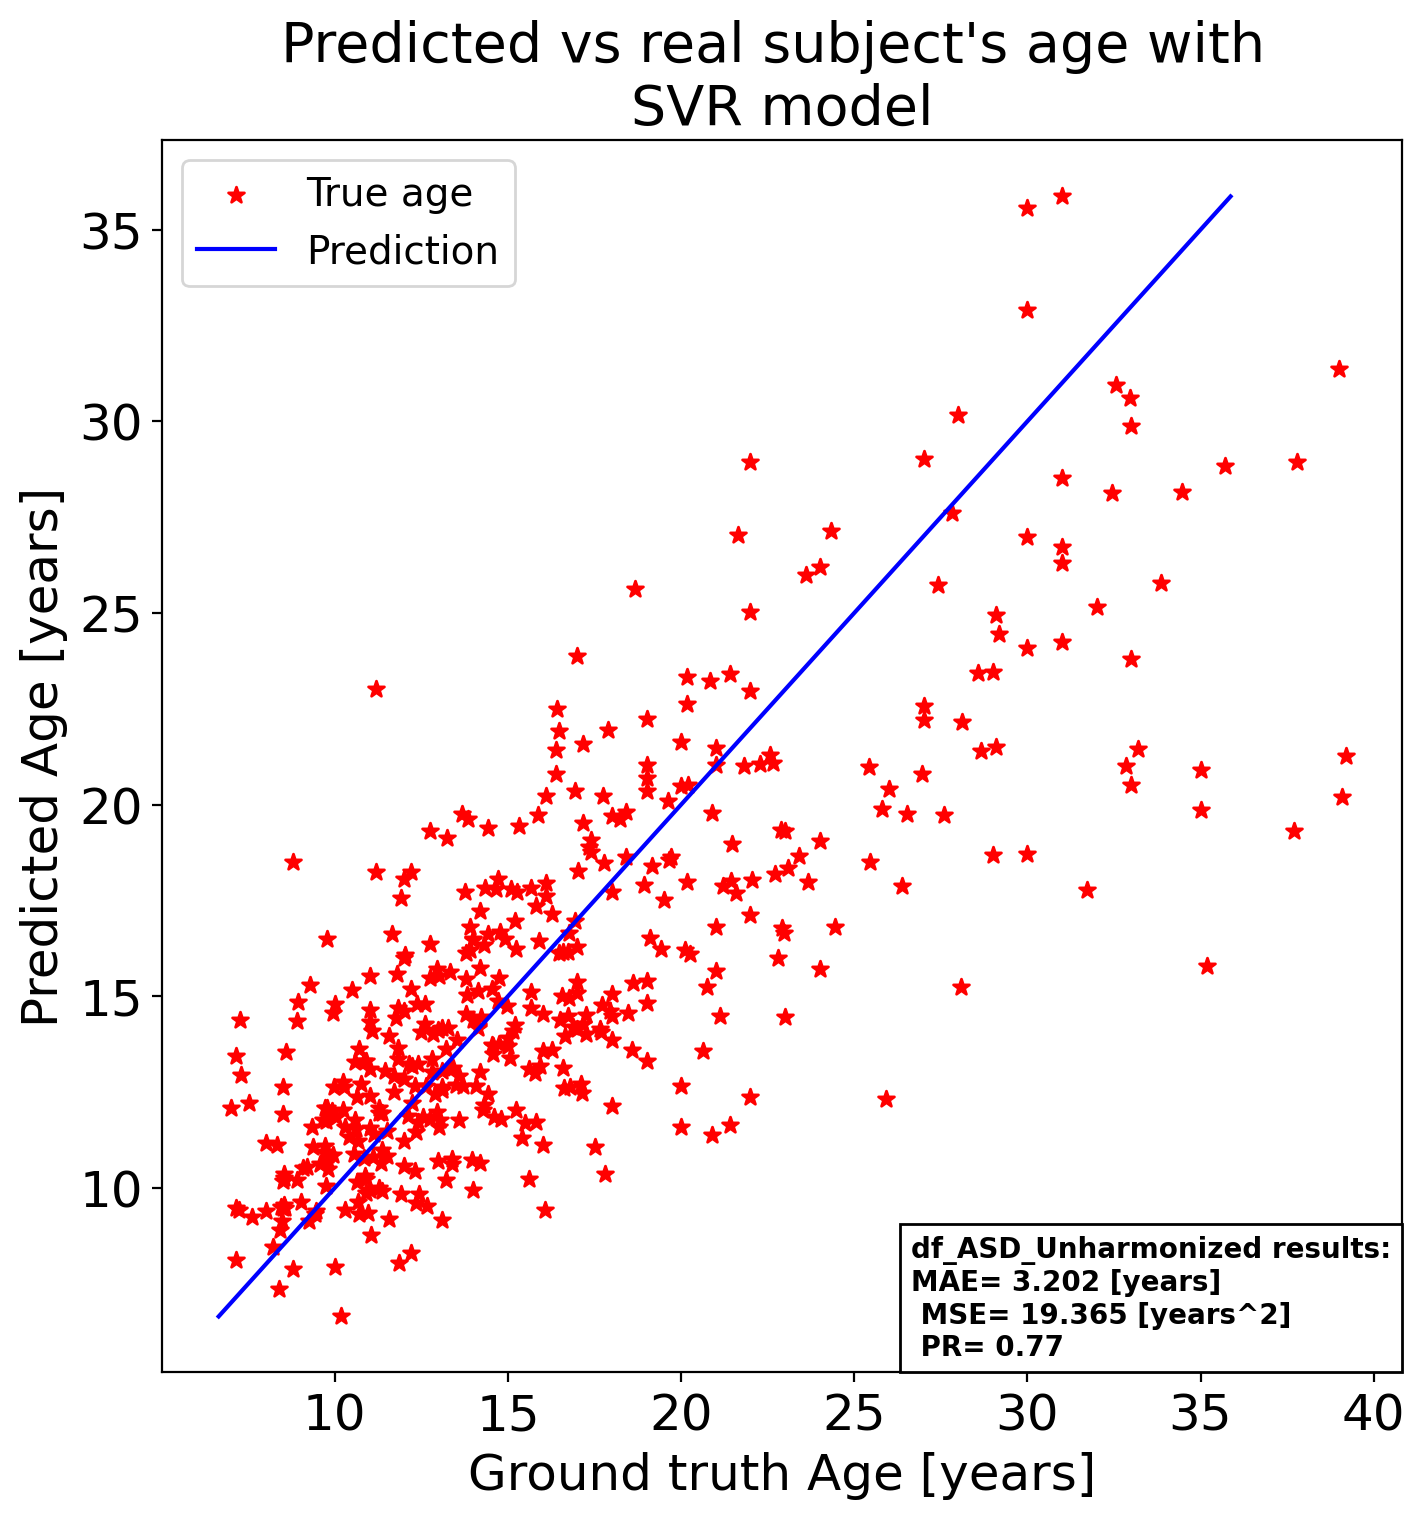 Predicted vs real subject's age with
SVR model
True age
Prediction
35
30
25
20
15
10
Predicted Age [years]
10 15 20 25 30 35 40
Ground truth Age [years]
df_ASD_Unharmonized results:
MAE= 3.202 [years]
MSE= 19.365 [years^2]
PR= 0.77